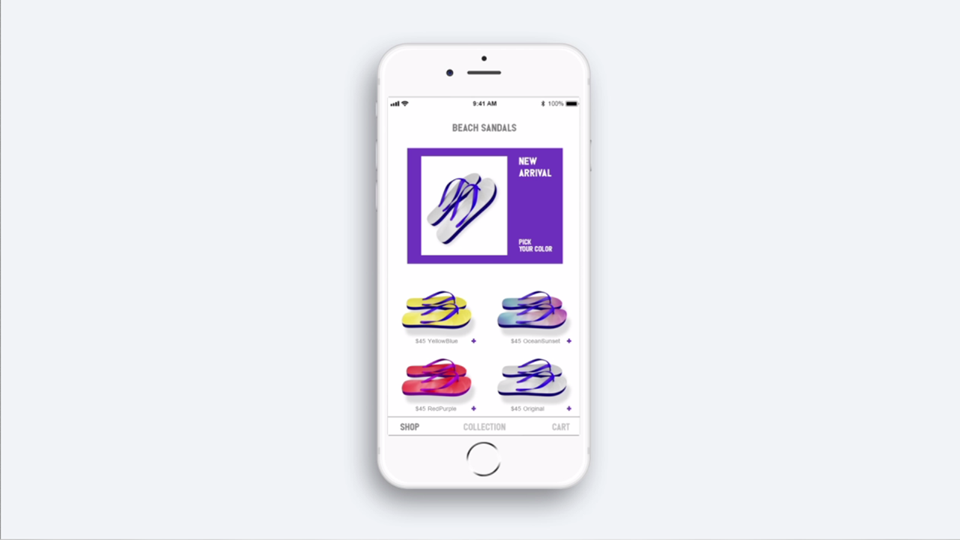 9:41 AM
100%
BEACH SANDALS
NEW
ARRIVAL
PICK
YOUR COLOR
$45 YellowBlue
$45 OceanSunset
$45 RedPurple
$45 Original
SHOP
COLLECTION
CART